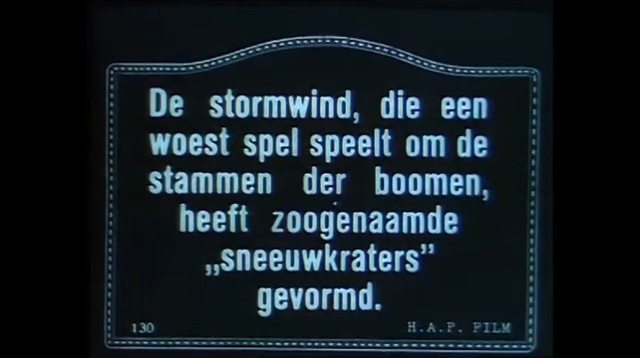 De stormwind, die een
woest spel speelt om de
stammen der boomen,
heeft zoogenaamde
„sneeuwkraters”
gevormd.
130 H.A.P. FILM